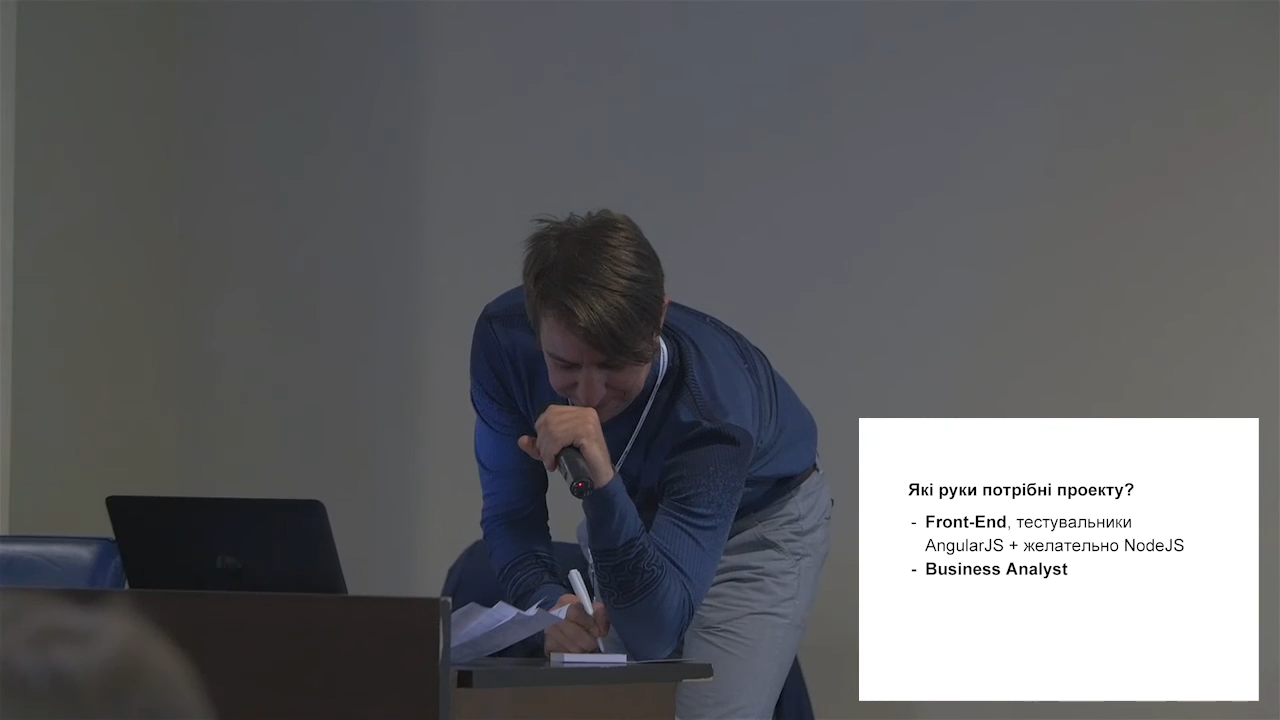 Які руки потрібні проекту?
- Front-End, тестувальники
AngularJS + желательно NodeJS
- Business Analyst